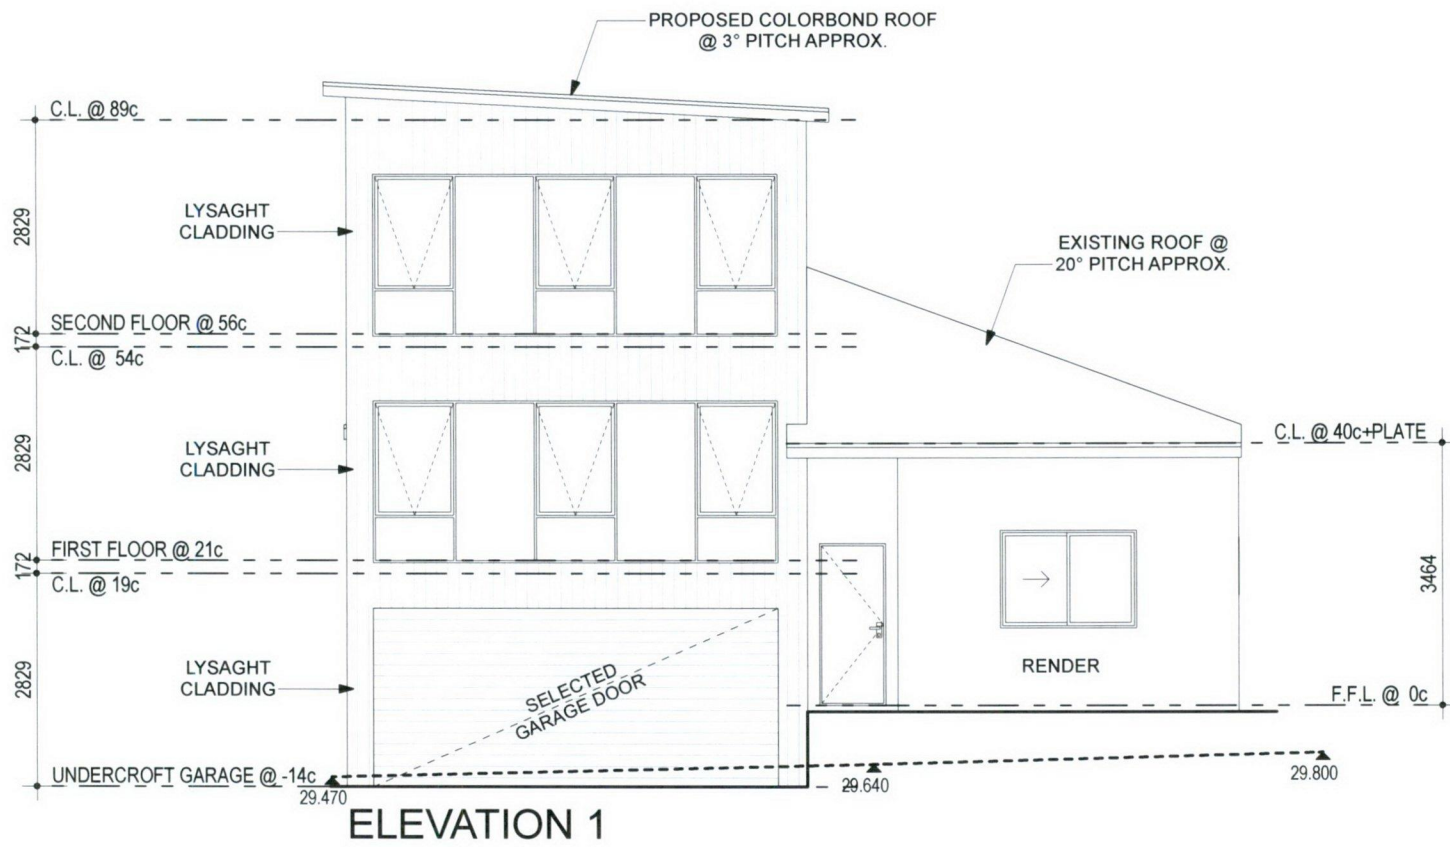 PROPOSED COLORBOND ROOF
@ 3° PITCH APPROX.
C.L. @ 89c
LYSAGHT
CLADDING
2829
EXISTING ROOF @
20° PITCH APPROX.
SECOND FLOOR @ 56c
172
C.L. @ 54c
C.L. @ 40c+PLATE
LYSAGHT
CLADDING
2829
FIRST FLOOR @ 21c
172
C.L. @ 19c
3464
LYSAGHT
CLADDING
2829
SELECTED
GARAGE DOOR
RENDER
F.F.L. @ 0c
UNDERCROFT GARAGE @ -14c
29.470
29.640
29.800
ELEVATION 1